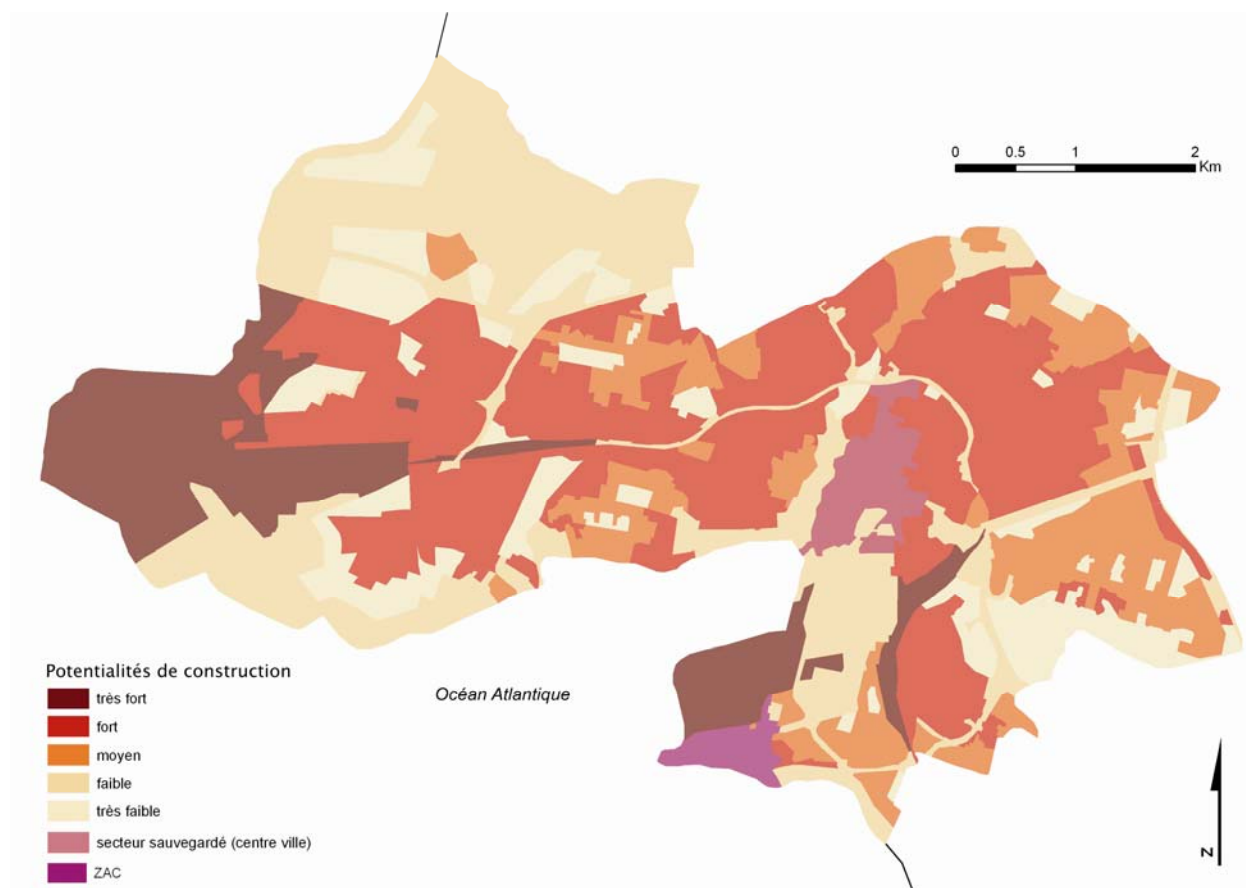 0 0.5 1 2
Km
Océan Atlantique
Potentialités de construction
très fort
fort
moyen
faible
très faible
secteur sauvegardé (centre ville)
ZAC
N